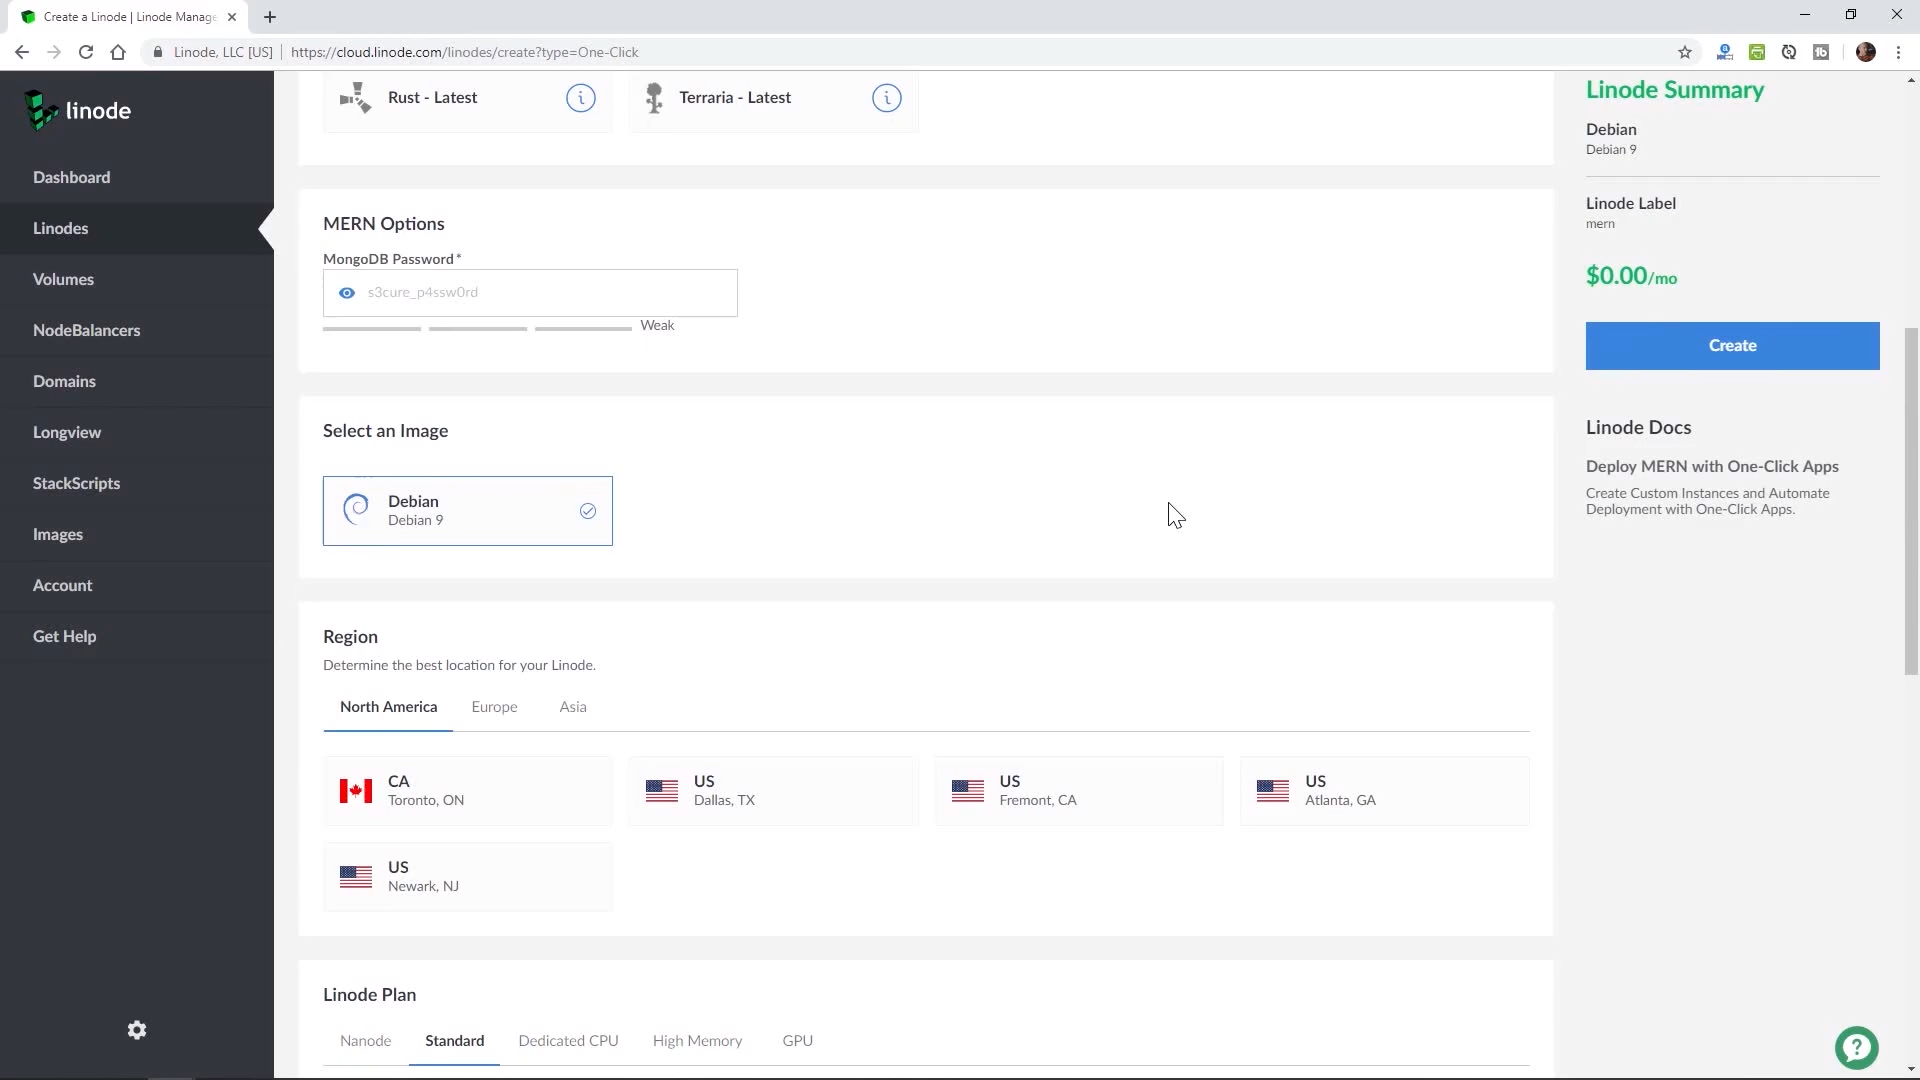 Create a Linode | Linode Manage
Linode, LLC [US] | https://cloud.linode.com/linodes/create?type=One-Click
linode
Dashboard
Linodes
Volumes
NodeBalancers
Domains
Longview
StackScripts
Images
Account
Get Help
Rust - Latest
Terraria - Latest
MERN Options
MongoDB Password*
s3cure_p4ssw0rd
Weak
Select an Image
Debian
Debian 9
Region
Determine the best location for your Linode.
North America Europe Asia
CA
Toronto, ON
US
Dallas, TX
US
Fremont, CA
US
Atlanta, GA
US
Newark, NJ
Linode Plan
Nanode Standard Dedicated CPU High Memory GPU
Linode Summary
Debian
Debian 9
Linode Label
mern
$0.00/mo
Create
Linode Docs
Deploy MERN with One-Click Apps
Create Custom Instances and Automate
Deployment with One-Click Apps.